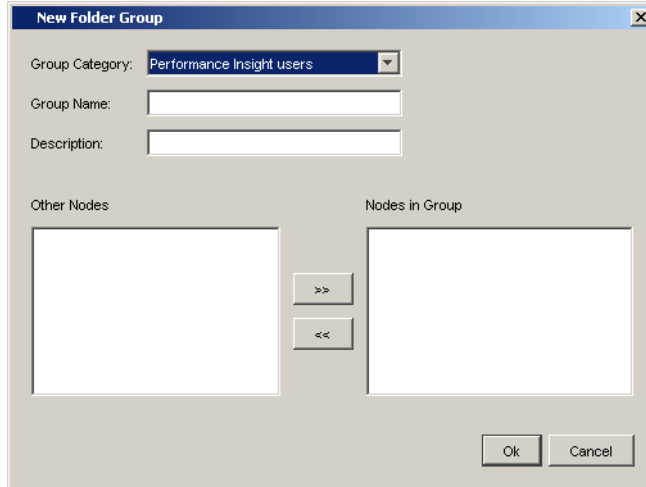 New Folder Group
Group Category: Performance Insight users
Group Name:
Description:
Other Nodes Nodes in Group
>>
<<
Ok Cancel